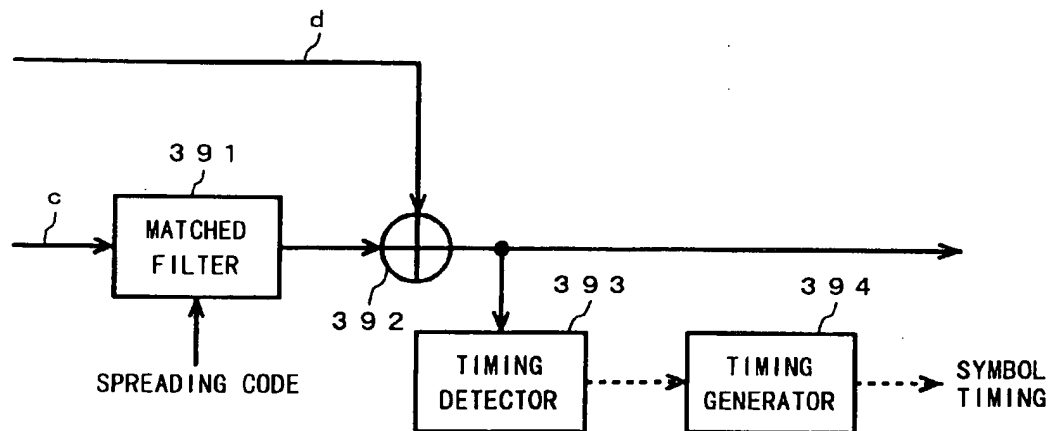 d
391
c
MATCHED
FILTER
392
393
394
SPREADING CODE
TIMING
DETECTOR
TIMING
GENERATOR
SYMBOL
TIMING